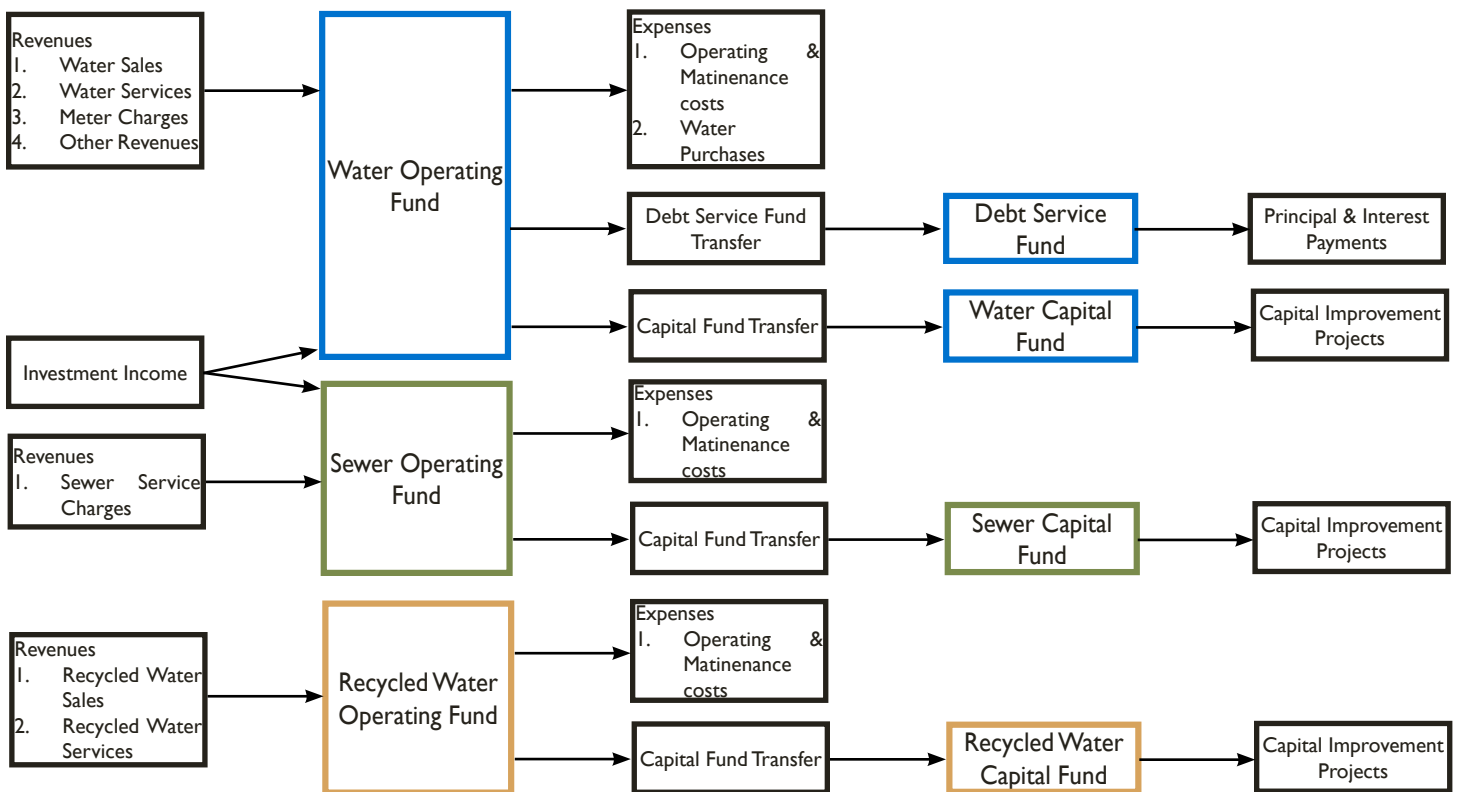 Revenues
1. Water Sales
2. Water Services
3. Meter Charges
4. Other Revenues
Water Operating
Fund
Expenses
1. Operating &
Matinenance
costs
2. Water
Purchases
Debt Service Fund
Transfer
Debt Service
Fund
Principal & Interest
Payments
Capital Fund Transfer
Water Capital
Fund
Capital Improvement
Projects
Investment Income
Revenues
1. Sewer Service
Charges
Sewer Operating
Fund
Expenses
1. Operating &
Matinenance
costs
Capital Fund Transfer
Sewer Capital
Fund
Capital Improvement
Projects
Revenues
1. Recycled Water
Sales
2. Recycled Water
Services
Recycled Water
Operating Fund
Expenses
1. Operating &
Matinenance
costs
Capital Fund Transfer
Recycled Water
Capital Fund
Capital Improvement
Projects